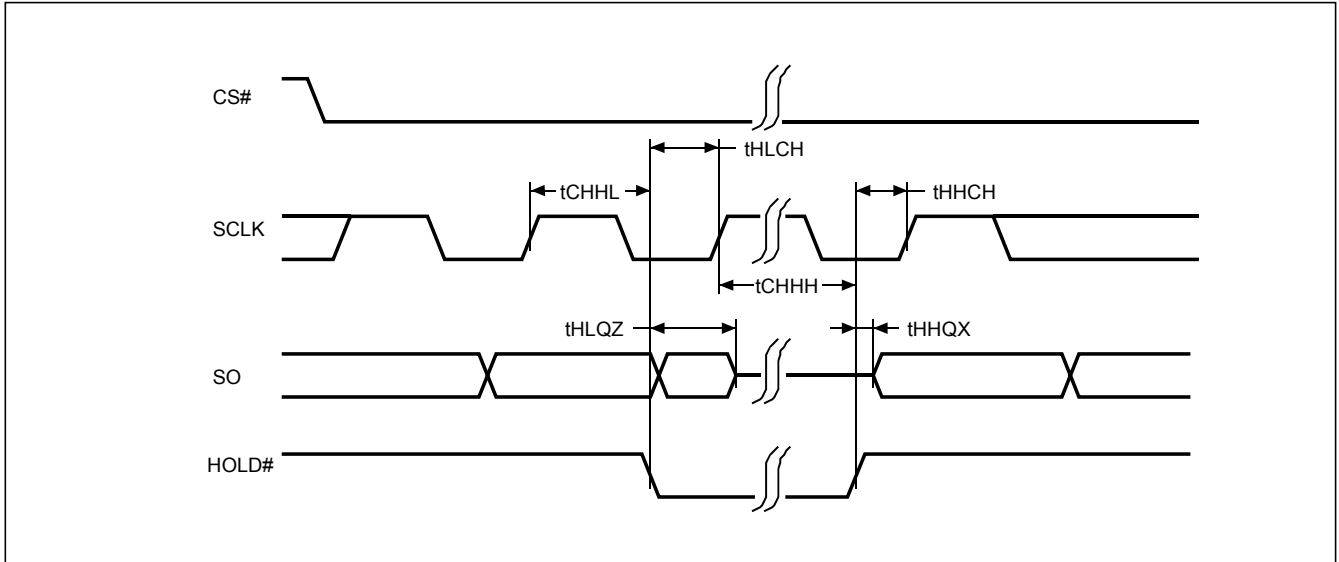 CS#
tHLCH
tCHHL
tHHCH
SCLK
tCHHH
tHLQZ
tHHQX
SO
HOLD#